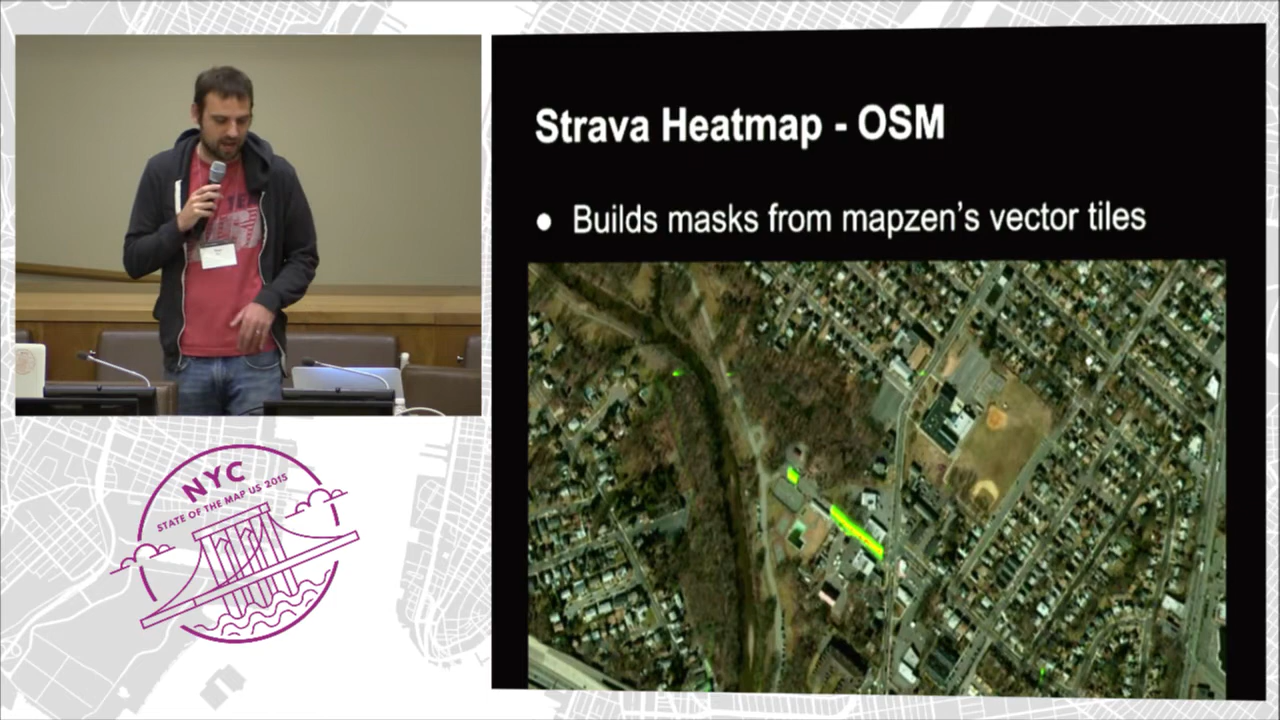 Strava Heatmap - OSM
● Builds masks from mapzen's vector tiles
NYC
STATE OF THE MAP US 2015